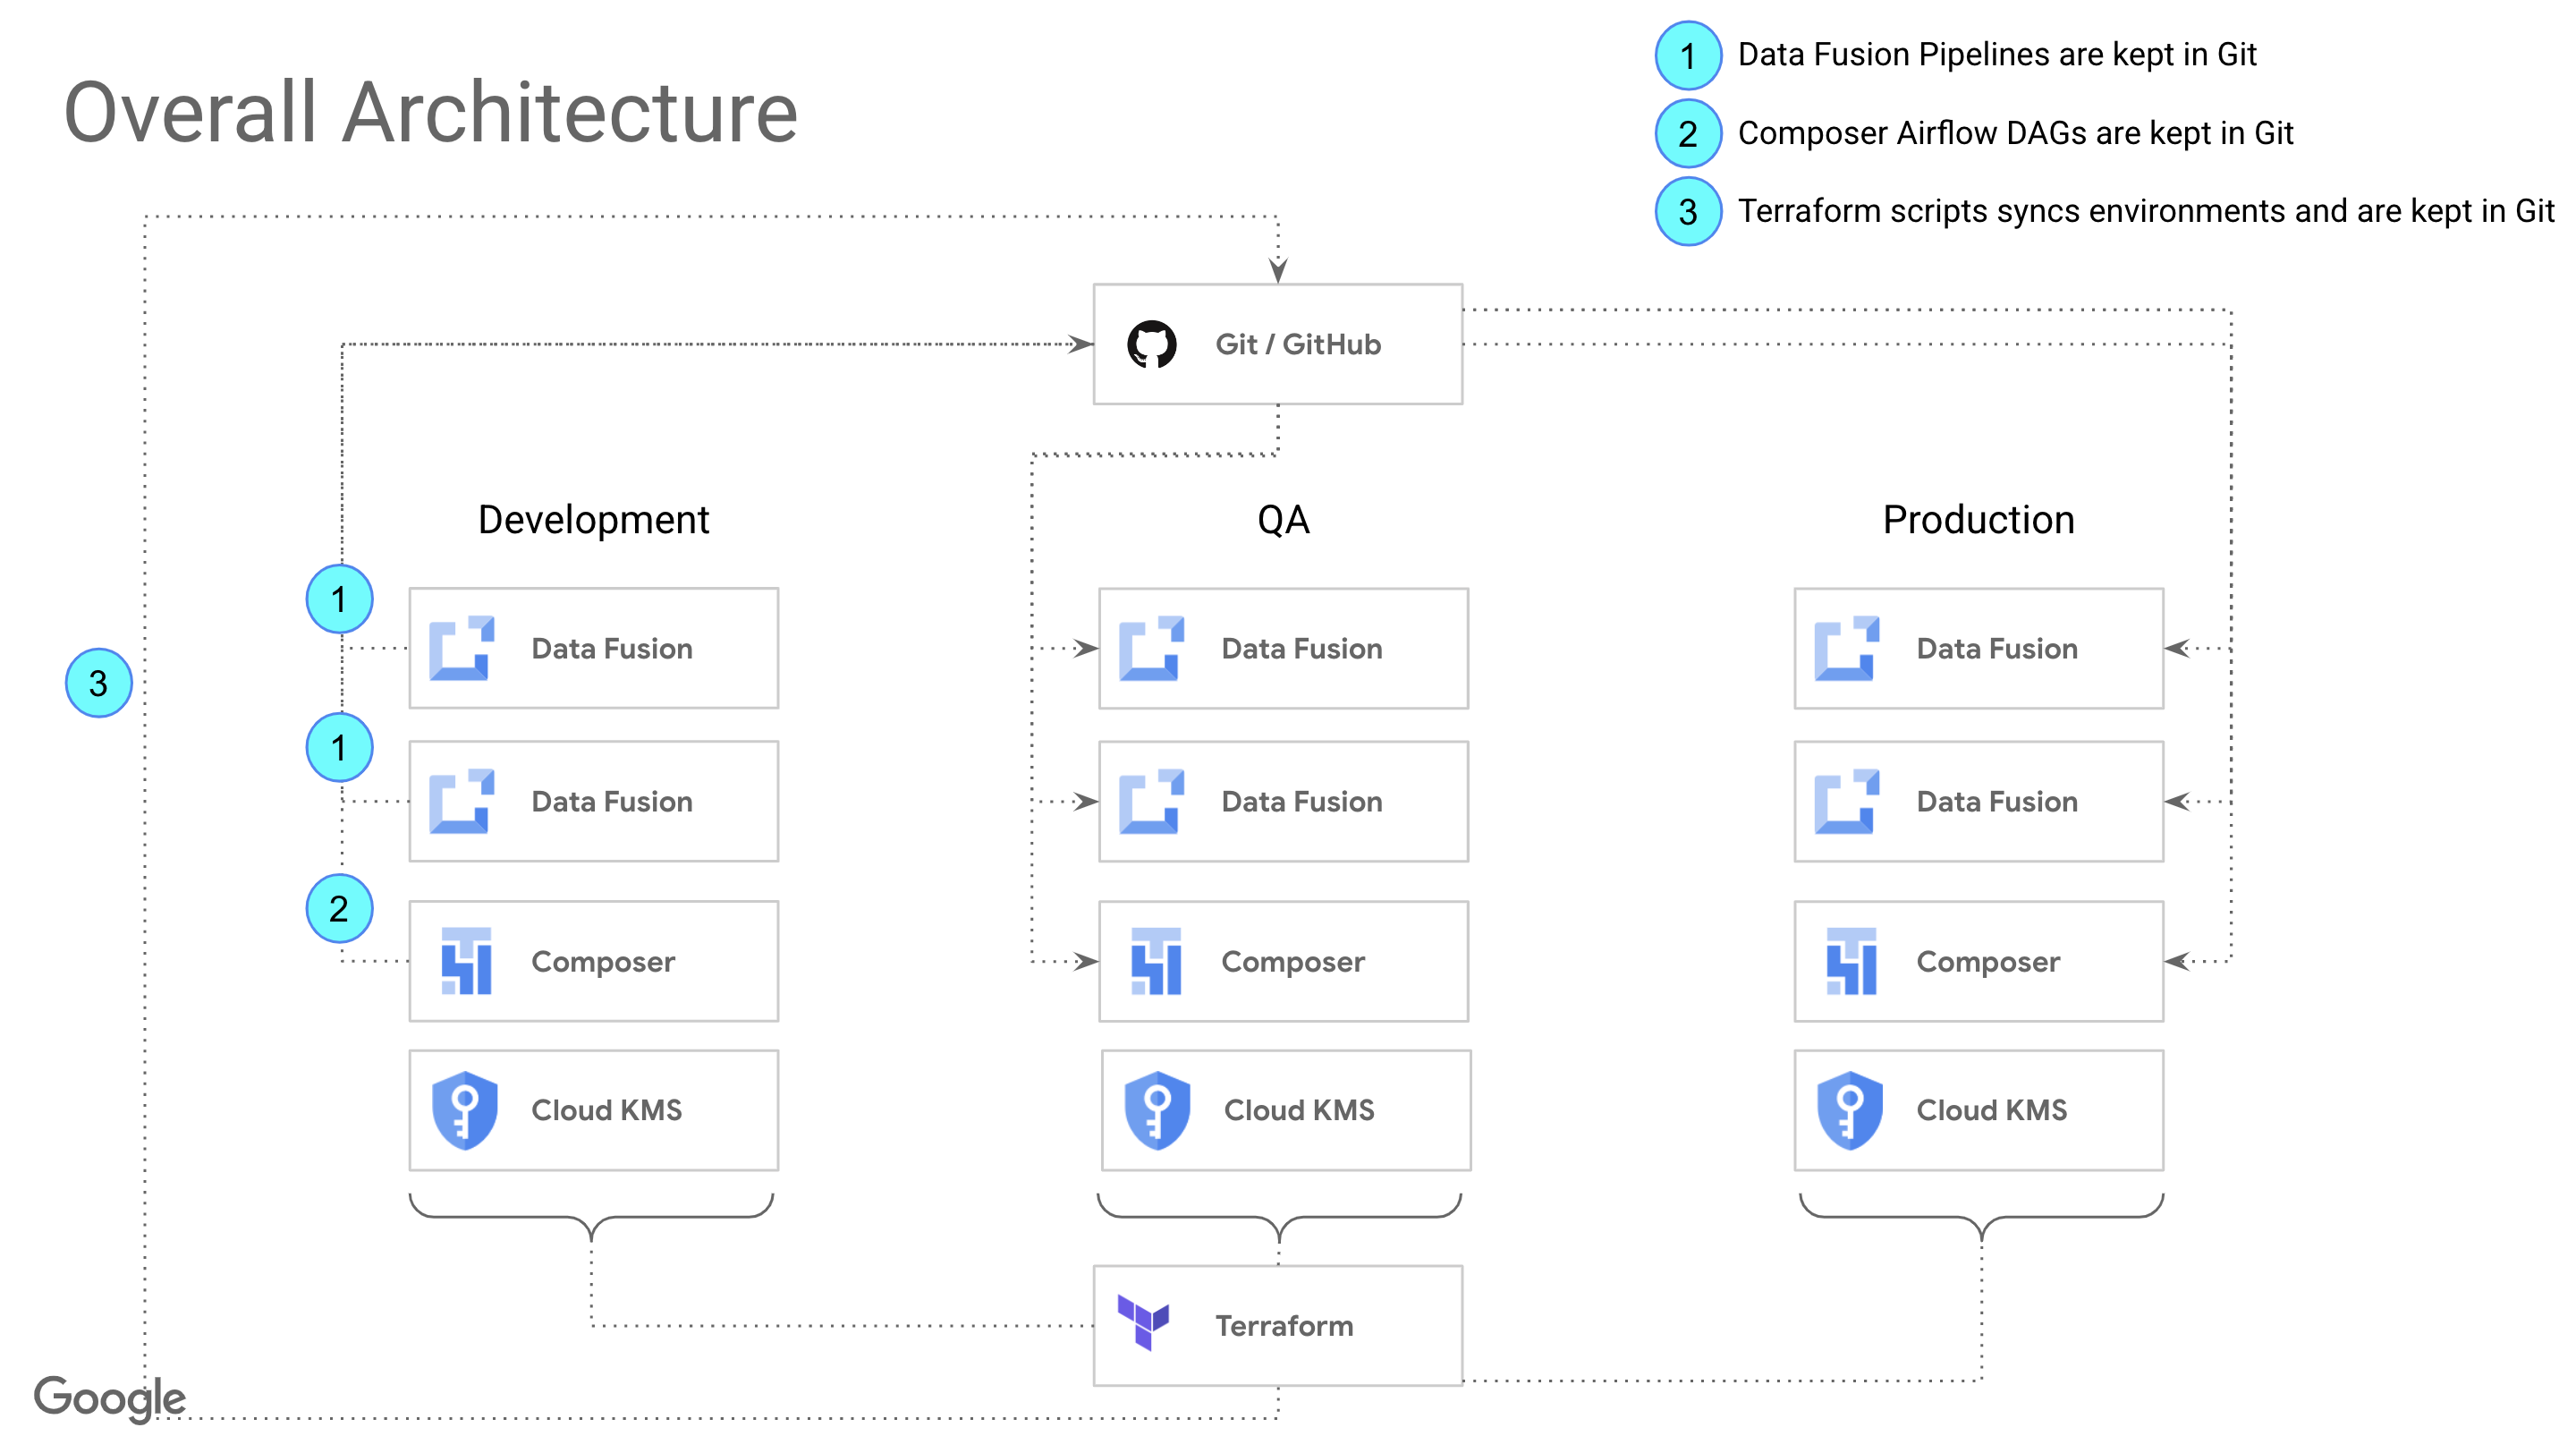 Overall Architecture
1 Data Fusion Pipelines are kept in Git
2 Composer Airflow DAGs are kept in Git
3 Terraform scripts syncs environments and are kept in Git
Git / GitHub
Development
QA
Production
1
Data Fusion
Data Fusion
Data Fusion
3
1
Data Fusion
Data Fusion
Data Fusion
2
Composer
Composer
Composer
Cloud KMS
Cloud KMS
Cloud KMS
Terraform
Google